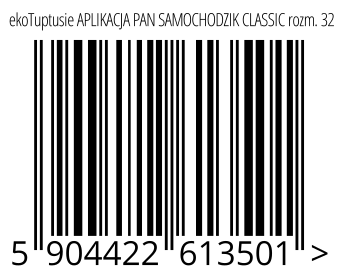 ekoTuptusie APLIKACJA PAN SAMOCHODZIK CLASSIC rozm. 32
5 904422 613501 >